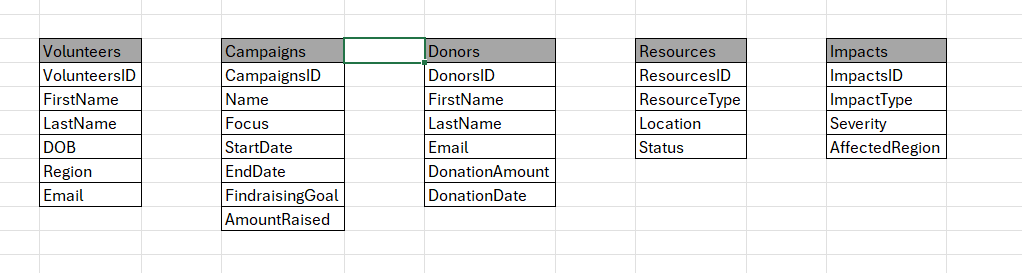 Volunteers
VolunteersID
FirstName
LastName
DOB
Region
Email
Campaigns
CampaignsID
Name
Focus
StartDate
EndDate
FindraisingGoal
AmountRaised
Donors
DonorsID
FirstName
LastName
Email
DonationAmount
DonationDate
Resources
ResourcesID
ResourceType
Location
Status
Impacts
ImpactsID
ImpactType
Severity
AffectedRegion